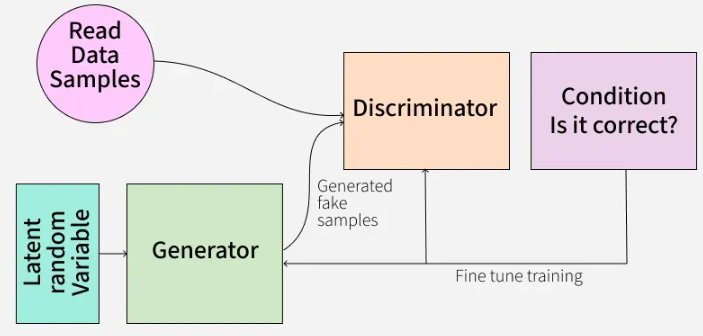 Read
Data
Samples
Discriminator
Condition
Is it correct?
Latent
random
Variable
Generator
Generated
fake
samples
Fine tune training